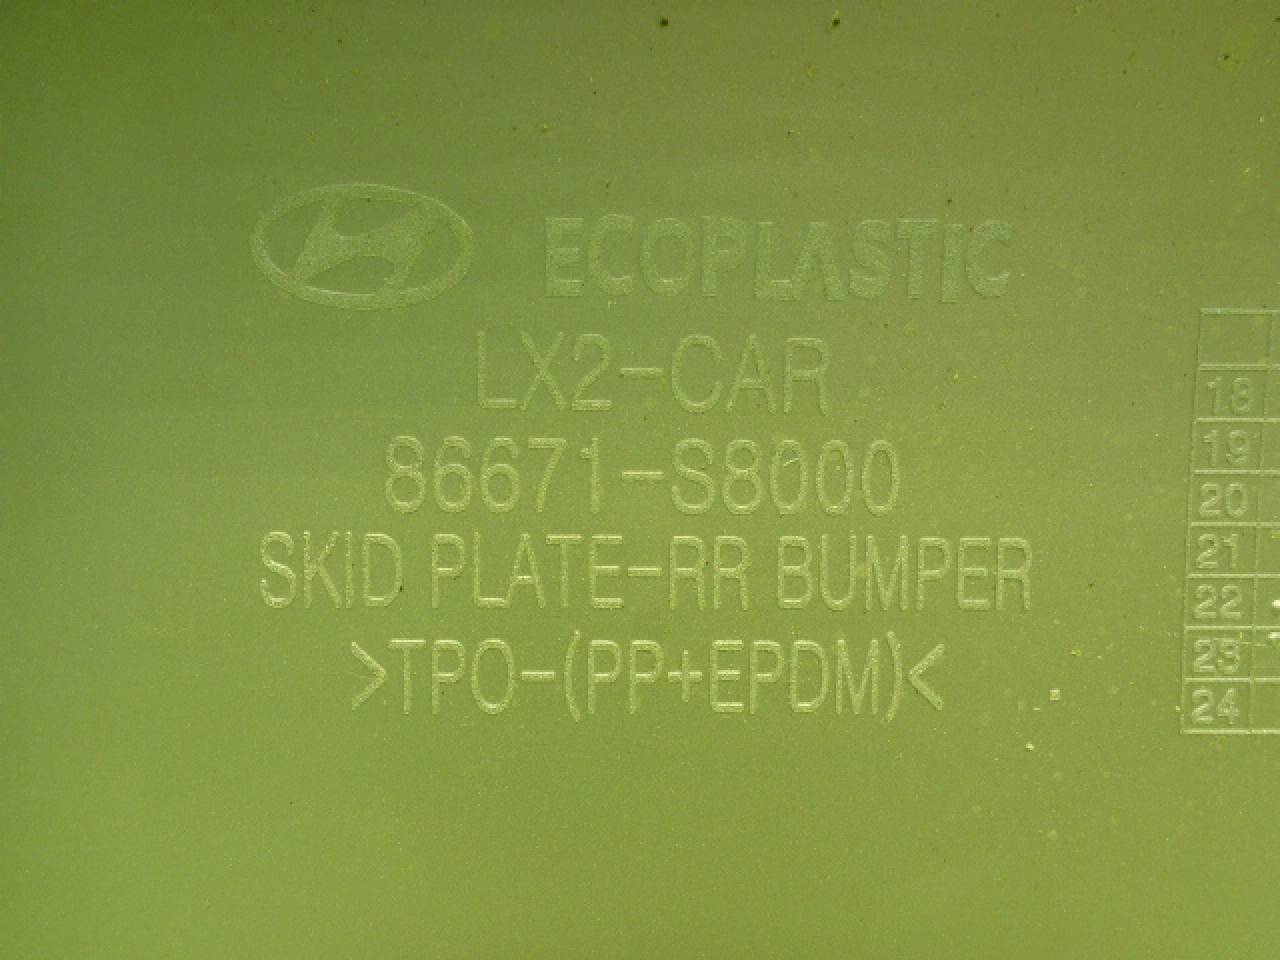 ECOPLASTIC
LX2-CAR
86671-S8000
SKID PLATE-RR BUMPER
>TPO-(PP+EPDM)<
18
19
20
21
22
23
24